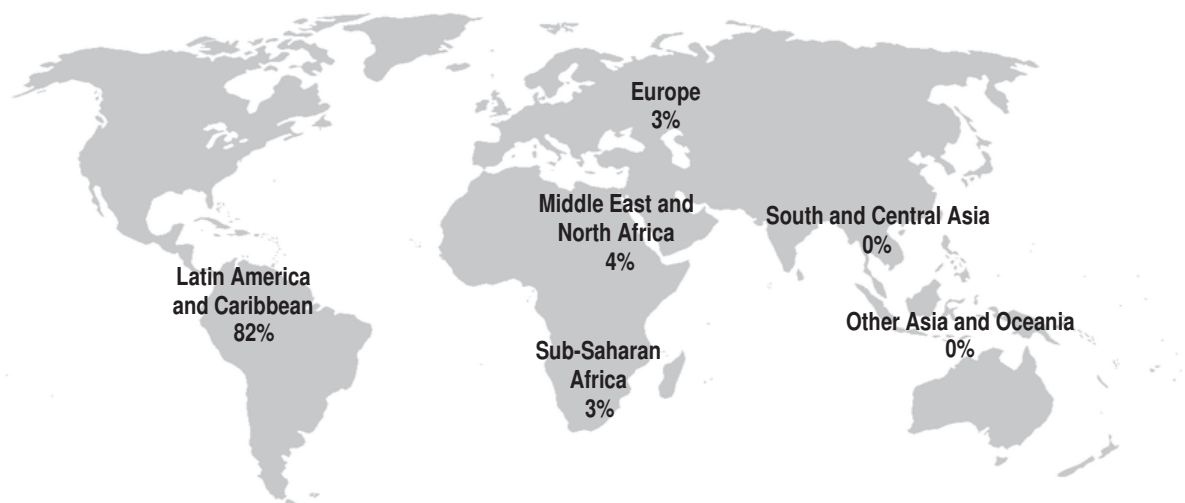 Europe
3%
Middle East and
North Africa
4%
South and Central Asia
0%
Latin America
and Caribbean
82%
Other Asia and Oceania
0%
Sub-Saharan
Africa
3%